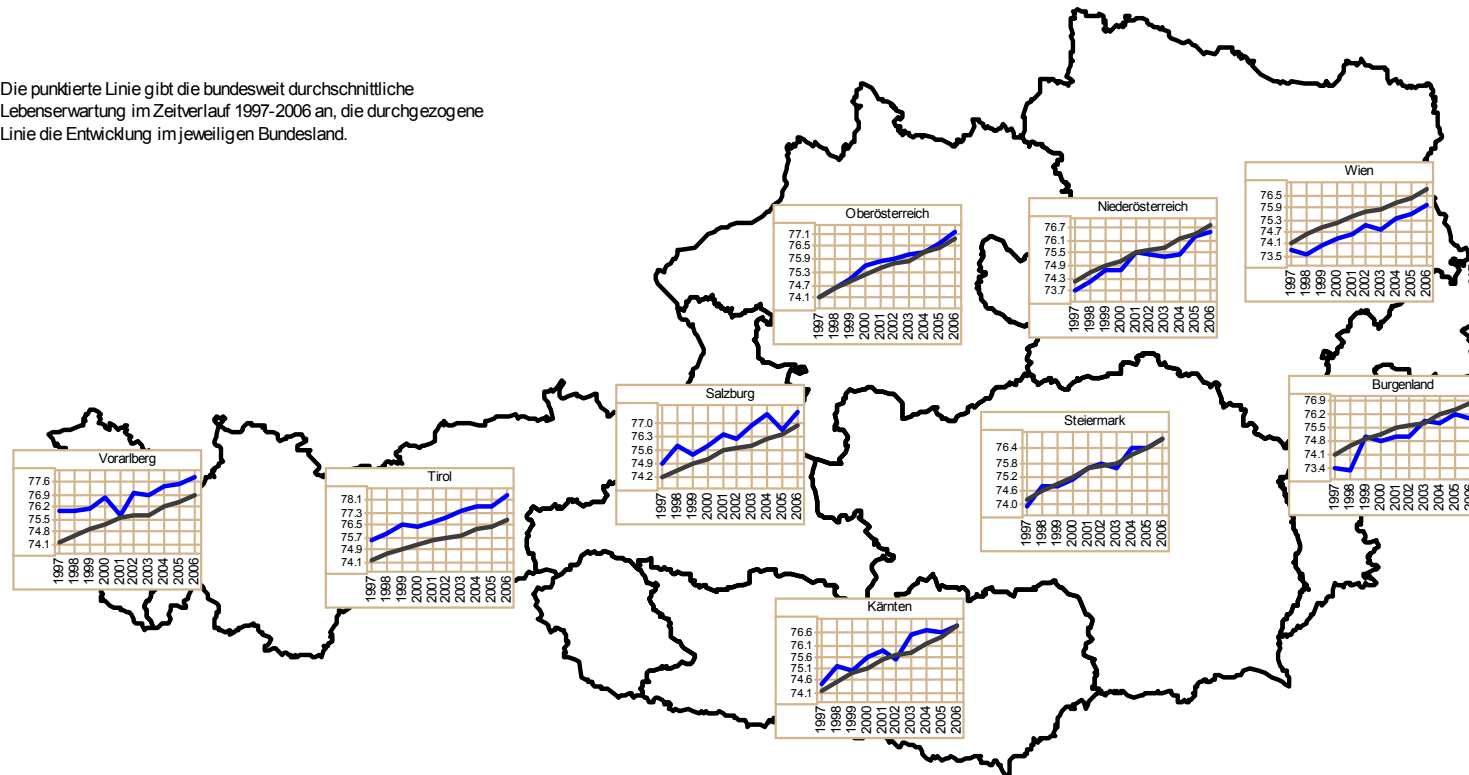 Die punktierte Linie gibt die bundesweit durchschnittliche
Lebenserwartung im Zeitverlauf 1997-2006 an, die durchgezogene
Linie die Entwicklung im jeweiligen Bundesland.
Wien
76.5
75.9
75.3
74.7
74.1
73.5
1997 1998 1999 2000 2001 2002 2003 2004 2005 2006
Oberösterreich
77.1
76.5
75.9
75.3
74.7
74.1
1997 1998 1999 2000 2001 2002 2003 2004 2005 2006
Niederösterreich
76.7
76.1
75.5
74.9
74.3
73.7
1997 1998 1999 2000 2001 2002 2003 2004 2005 2006
Salzburg
77.0
76.3
75.6
74.9
74.2
1997 1998 1999 2000 2001 2002 2003 2004 2005 2006
Burgenland
76.9
76.2
75.5
74.8
74.1
73.4
1997 1998 1999 2000 2001 2002 2003 2004 2005 2006
Steiermark
76.4
75.8
75.2
74.6
74.0
1997 1998 1999 2000 2001 2002 2003 2004 2005 2006
Vorarlberg
77.6
76.9
76.2
75.5
74.8
74.1
1997 1998 1999 2000 2001 2002 2003 2004 2005 2006
Tirol
78.1
77.3
76.5
75.7
74.9
74.1
1997 1998 1999 2000 2001 2002 2003 2004 2005 2006
Kärnten
76.6
76.1
75.6
75.1
74.6
74.1
1997 1998 1999 2000 2001 2002 2003 2004 2005 2006